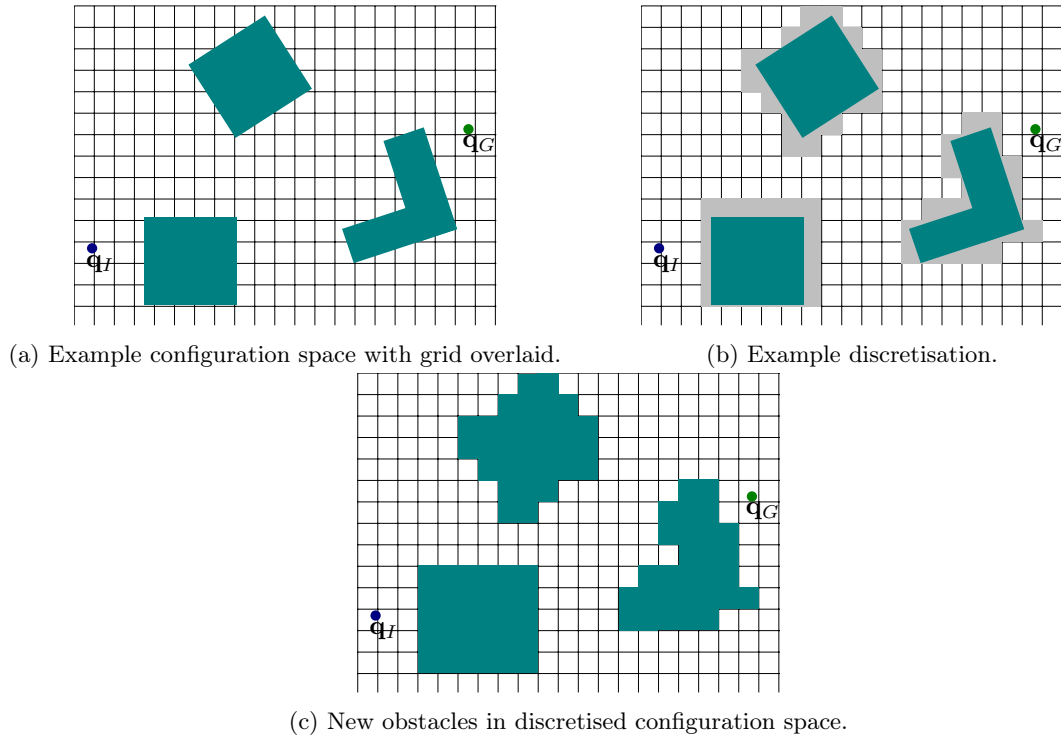 q_G
q_I
q_G
q_I
(a) Example configuration space with grid overlaid.
(b) Example discretisation.
q_G
q_I
(c) New obstacles in discretised configuration space.